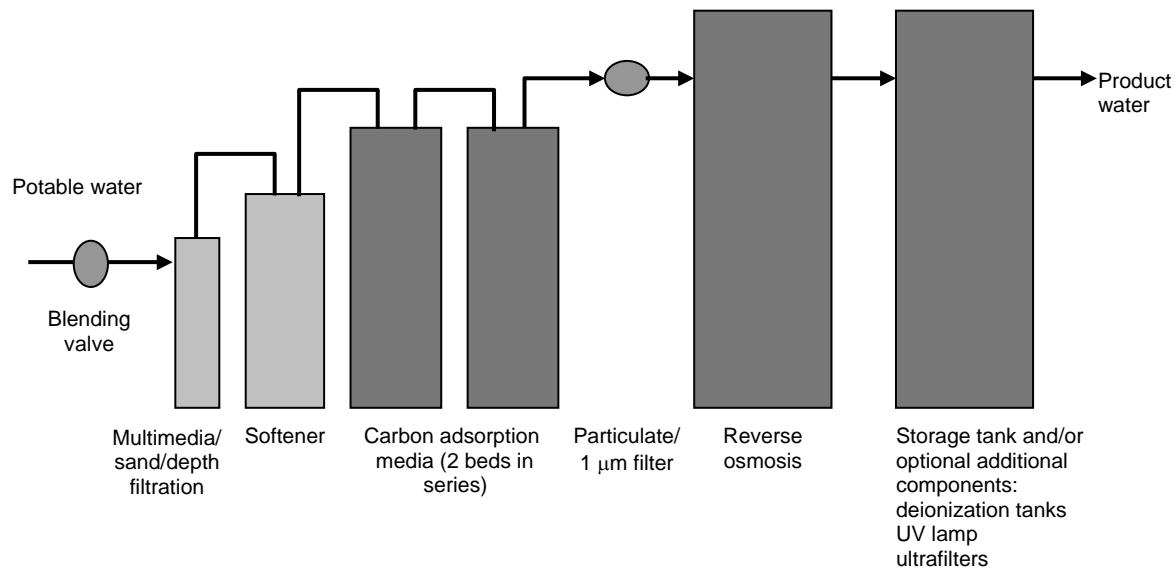 Product
water
Potable water
Blending
valve
Multimedia/
sand/depth
filtration
Softener
Carbon adsorption
media (2 beds in
series)
Particulate/
1 μm filter
Reverse
osmosis
Storage tank and/or
optional additional
components:
deionization tanks
UV lamp
ultrafilters